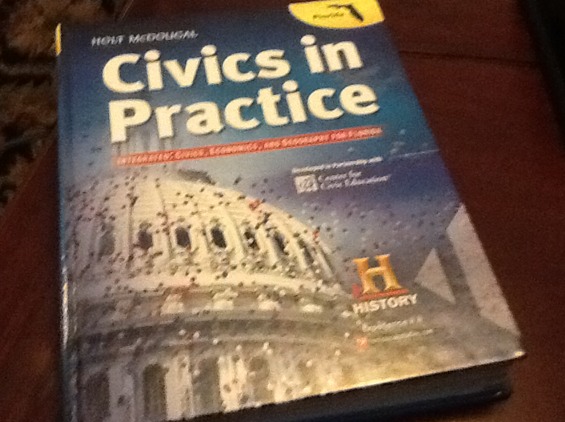 Florida
HOLT McDOUGAL
Civics in
Practice
INTEGRATED: CIVICS, ECONOMICS, AND GEOGRAPHY FOR FLORIDA
Developed in Partnership with
Center for
Civic Education
H
HISTORY